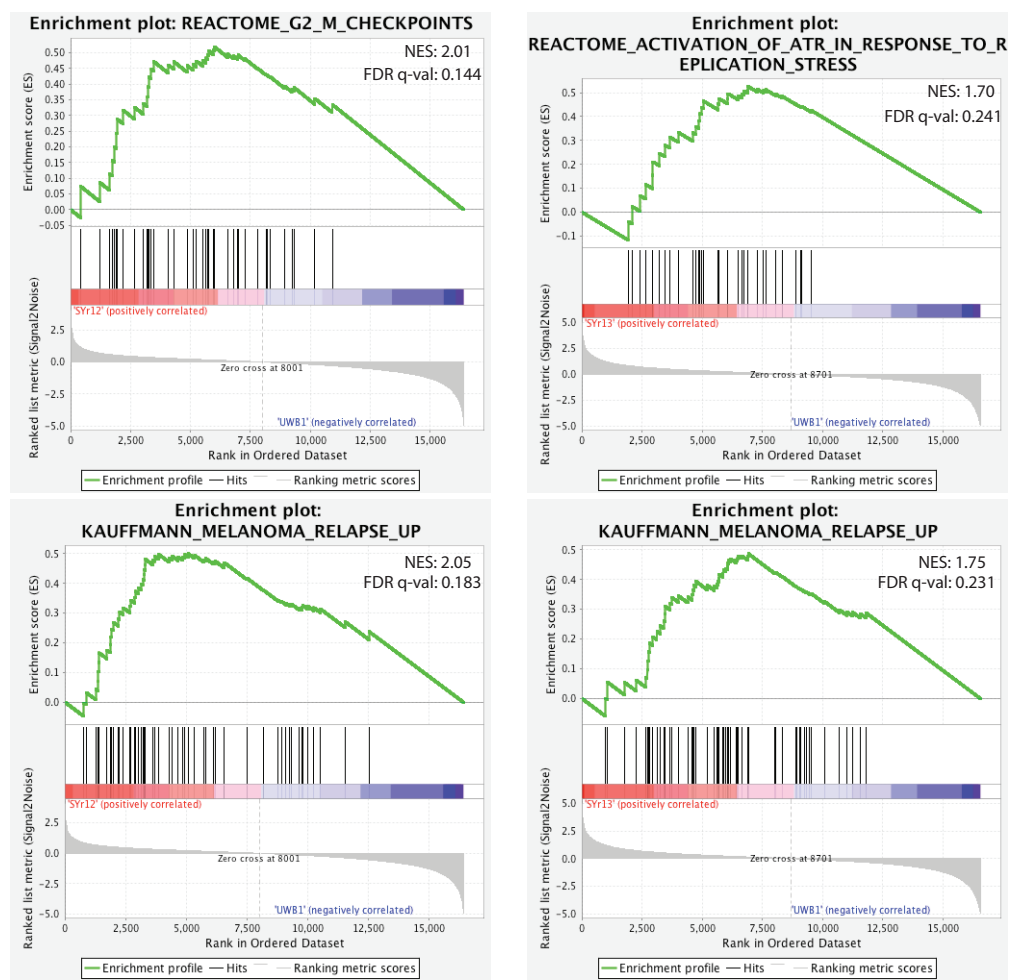 Enrichment plot: REACTOME_G2_M_CHECKPOINTS
NES: 2.01
FDR q-val: 0.144
Enrichment score (ES)
0.50
0.45
0.40
0.35
0.30
0.25
0.20
0.15
0.10
0.05
0.00
-0.05
'SYr12' (positively correlated)
Ranked list metric (Signal2Noise)
2.5
0.0
-2.5
-5.0
Zero cross at 8001
'UWB1' (negatively correlated)
0 2,500 5,000 7,500 10,000 12,500 15,000
Rank in Ordered Dataset
Enrichment profile Hits Ranking metric scores
Enrichment plot:
REACTOME_ACTIVATION_OF_ATR_IN_RESPONSE_TO_R
EPLICATION_STRESS
NES: 1.70
FDR q-val: 0.241
Enrichment score (ES)
0.5
0.4
0.3
0.2
0.1
0.0
-0.1
'SYr13' (positively correlated)
Ranked list metric (Signal2Noise)
5.0
2.5
0.0
-2.5
-5.0
Zero cross at 8701
'UWB1' (negatively correlated)
0 2,500 5,000 7,500 10,000 12,500 15,000
Rank in Ordered Dataset
Enrichment profile Hits Ranking metric scores
Enrichment plot:
KAUFFMANN_MELANOMA_RELAPSE_UP
NES: 2.05
FDR q-val: 0.183
Enrichment score (ES)
0.5
0.4
0.3
0.2
0.1
0.0
'SYr12' (positively correlated)
Ranked list metric (Signal2Noise)
2.5
0.0
-2.5
-5.0
Zero cross at 8001
'UWB1' (negatively correlated)
0 2,500 5,000 7,500 10,000 12,500 15,000
Rank in Ordered Dataset
Enrichment profile Hits Ranking metric scores
Enrichment plot:
KAUFFMANN_MELANOMA_RELAPSE_UP
NES: 1.75
FDR q-val: 0.231
Enrichment score (ES)
0.5
0.4
0.3
0.2
0.1
0.0
'SYr13' (positively correlated)
Ranked list metric (Signal2Noise)
5.0
2.5
0.0
-2.5
-5.0
Zero cross at 8701
'UWB1' (negatively correlated)
0 2,500 5,000 7,500 10,000 12,500 15,000
Rank in Ordered Dataset
Enrichment profile Hits Ranking metric scores